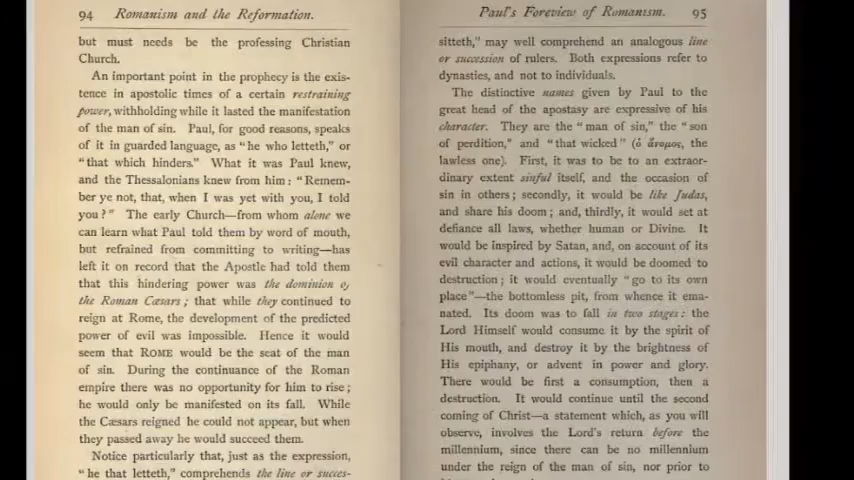 94 Romanism and the Reformation.
but must needs be the professing Christian
Church.
An important point in the prophecy is the exis-
tence in apostolic times of a certain restraining
power, withholding while it lasted the manifestation
of the man of sin. Paul, for good reasons, speaks
of it in guarded language, as "he who letteth," or
"that which hinders." What it was Paul knew,
and the Thessalonians knew from him: "Remem-
ber ye not, that, when I was yet with you, I told
you?" The early Church—from whom alone we
can learn what Paul told them by word of mouth,
but refrained from committing to writing—has
left it on record that the Apostle had told them
that this hindering power was the dominion of
the Roman Cæsars; that while they continued to
reign at Rome, the development of the predicted
power of evil was impossible. Hence it would
seem that ROME would be the seat of the man
of sin. During the continuance of the Roman
empire there was no opportunity for him to rise;
he would only be manifested on its fall. While
the Cæsars reigned he could not appear, but when
they passed away he would succeed them.
Notice particularly that, just as the expression,
"he that letteth," comprehends the line or succes-
Paul's Foreview of Romanism. 95
sitteth," may well comprehend an analogous line
or succession of rulers. Both expressions refer to
dynasties, and not to individuals.
The distinctive names given by Paul to the
great head of the apostasy are expressive of his
character. They are the "man of sin," the "son
of perdition," and "that wicked" (ὁ ἄνομος, the
lawless one). First, it was to be to an extraor-
dinary extent sinful itself, and the occasion of
sin in others; secondly, it would be like Judas,
and share his doom; and, thirdly, it would set at
defiance all laws, whether human or Divine. It
would be inspired by Satan, and, on account of its
evil character and actions, it would be doomed to
destruction; it would eventually "go to its own
place"—the bottomless pit, from whence it ema-
nated. Its doom was to fall in two stages: the
Lord Himself would consume it by the spirit of
His mouth, and destroy it by the brightness of
His epiphany, or advent in power and glory.
There would be first a consumption, then a
destruction. It would continue until the second
coming of Christ—a statement which, as you will
observe, involves the Lord's return before the
millennium, since there can be no millennium
under the reign of the man of sin, nor prior to